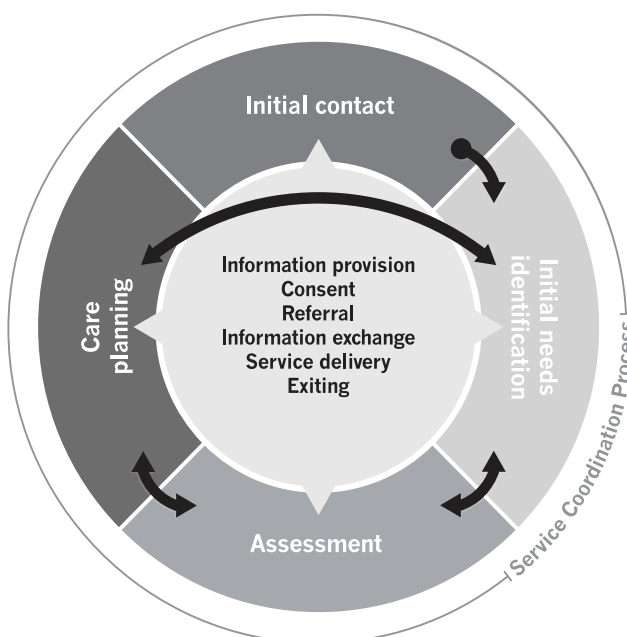 Initial contact
Initial needs
identification
Information provision
Consent
Referral
Information exchange
Service delivery
Exiting
Care
planning
Assessment
Service Coordination Process